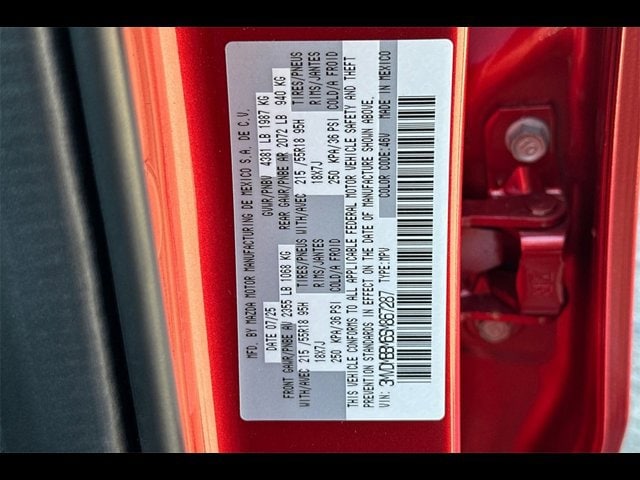 MFD. BY MAZDA MOTOR MANUFACTURING DE MEXICO S.A. DE C.V.
DATE 07/25 GVWR/PNBV 4381 LB 1987 KG
FRONT GAWR/PNBE AV 2355 LB 1068 KG REAR GAWR/PNBE AR 2072 LB 940 KG
TIRES/PNEUS TIRES/PNEUS
WITH/AVEC 215/55R18 95H WITH/AVEC 215/55R18 95H
RIMS/JANTES RIMS/JANTES
18X7J 18X7J
COLD/A FROID COLD/A FROID
250 KPA/36 PSI 250 KPA/36 PSI
THIS VEHICLE CONFORMS TO ALL APPLICABLE FEDERAL MOTOR VEHICLE SAFETY AND THEFT
PREVENTION STANDARDS IN EFFECT ON THE DATE OF MANUFACTURE SHOWN ABOVE.
VIN: TYPE:MPV COLOR CODE:46V MADE IN MEXICO